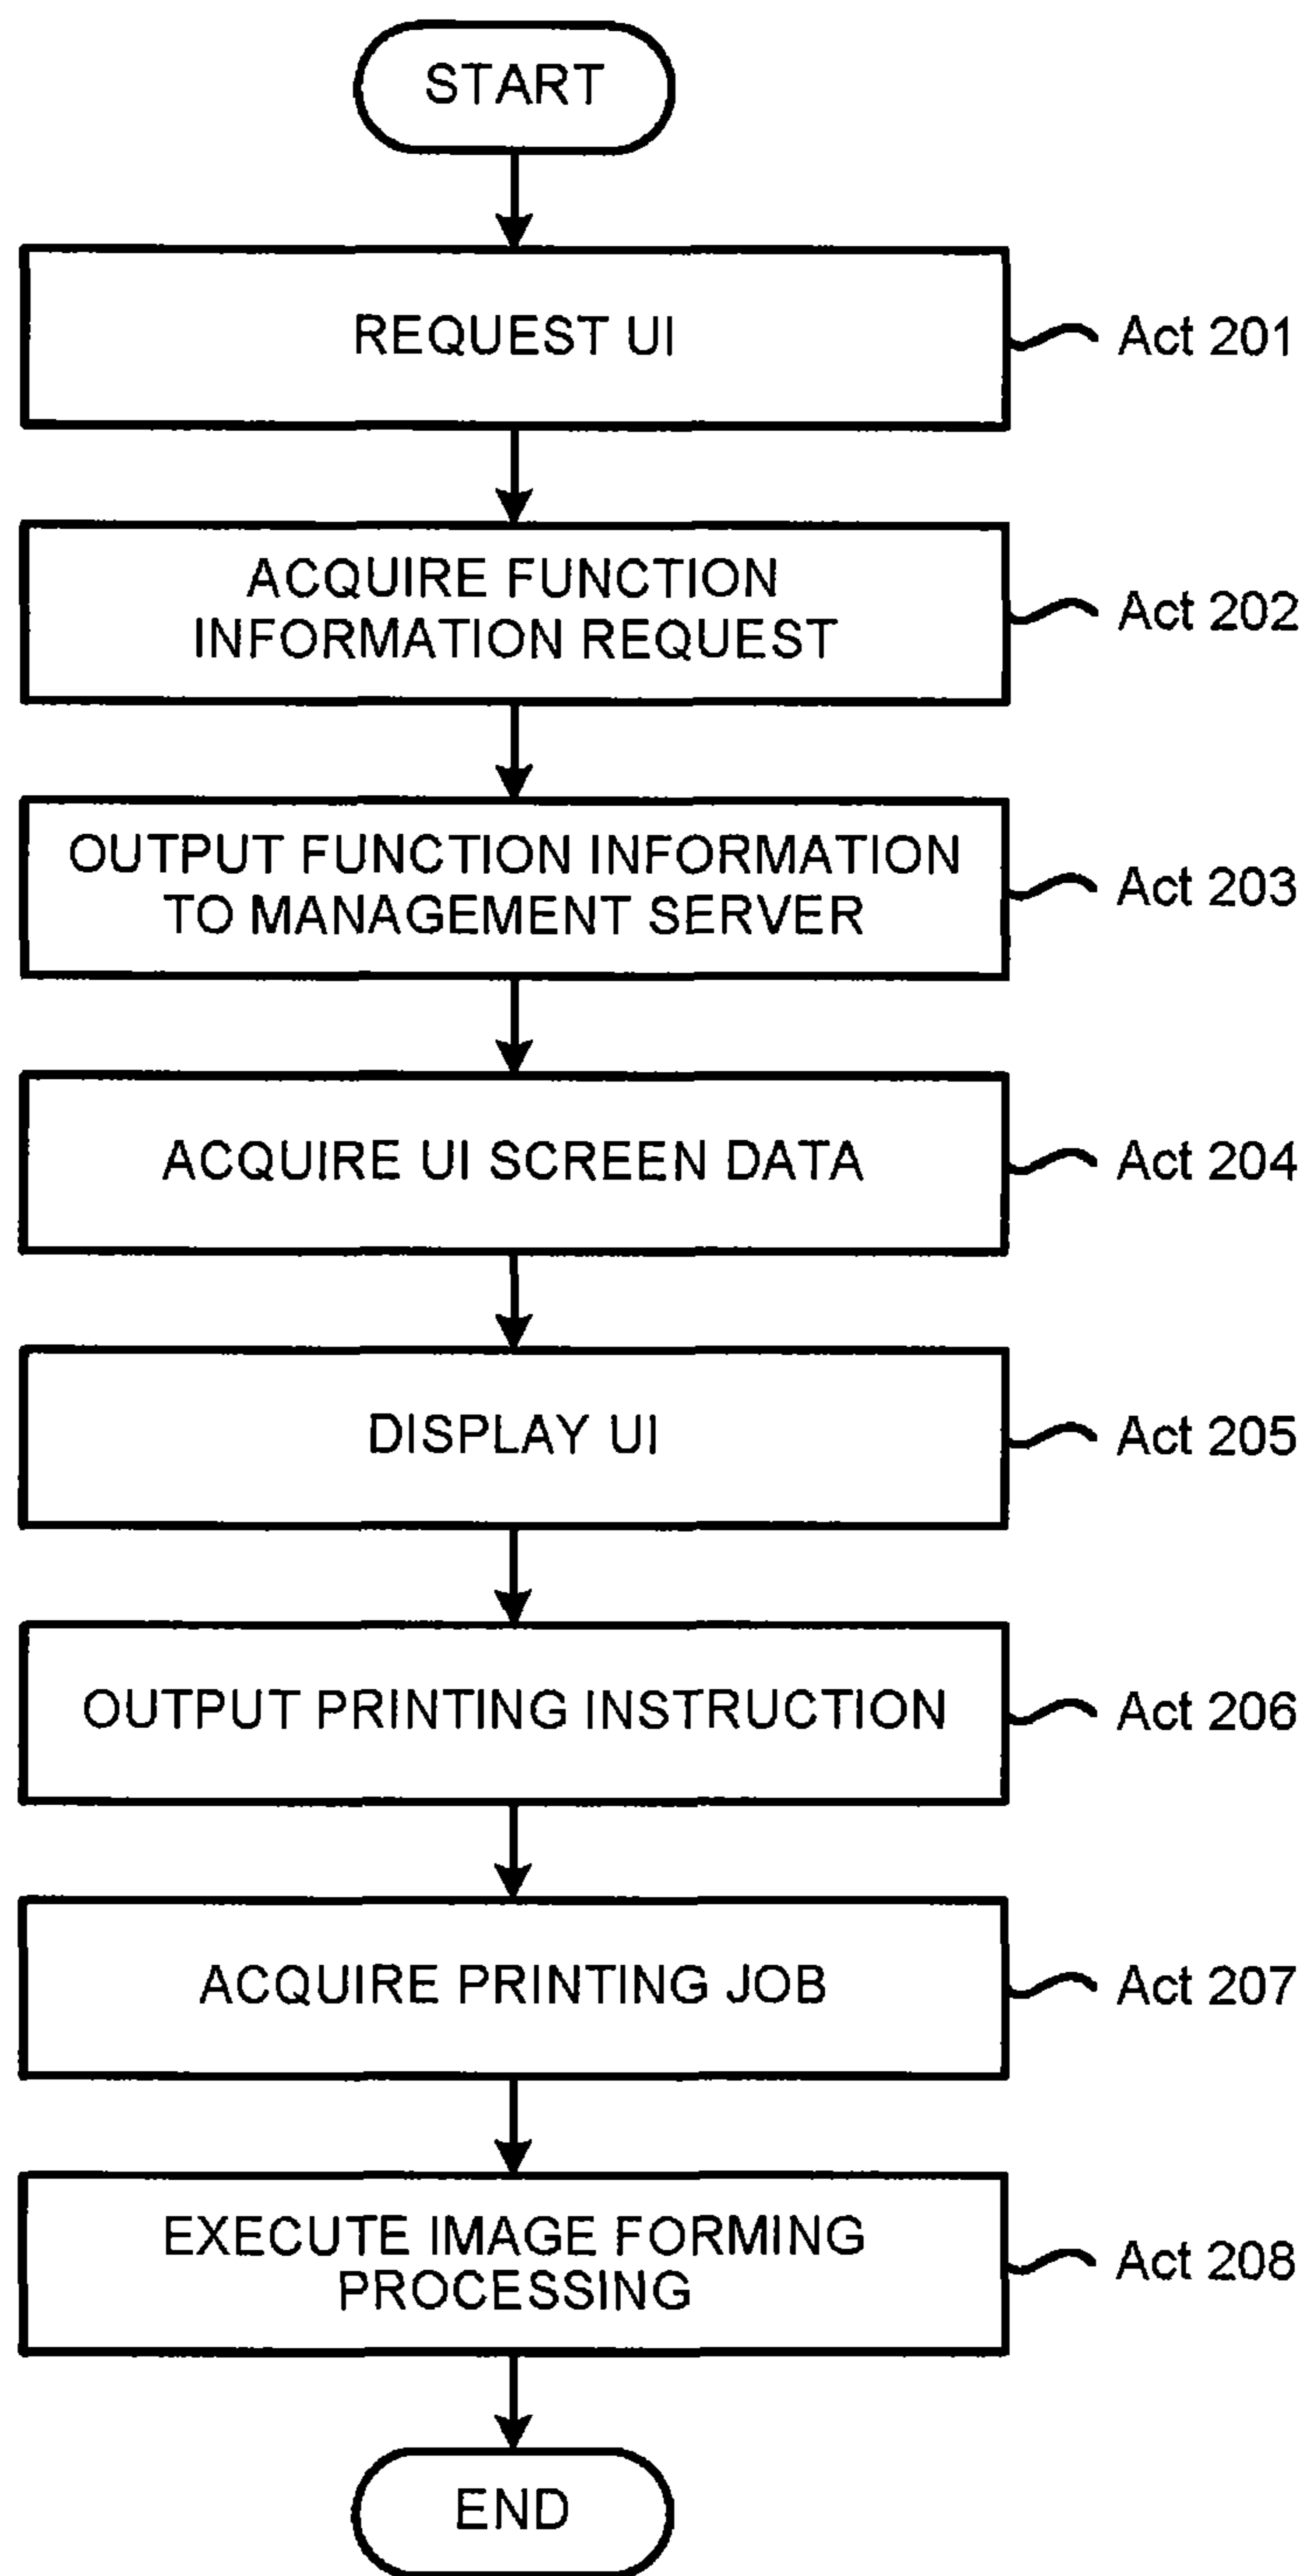 START
REQUEST UI
Act 201
ACQUIRE FUNCTION
INFORMATION REQUEST
Act 202
OUTPUT FUNCTION INFORMATION
TO MANAGEMENT SERVER
Act 203
ACQUIRE UI SCREEN DATA
Act 204
DISPLAY UI
Act 205
OUTPUT PRINTING INSTRUCTION
Act 206
ACQUIRE PRINTING JOB
Act 207
EXECUTE IMAGE FORMING
PROCESSING
Act 208
END